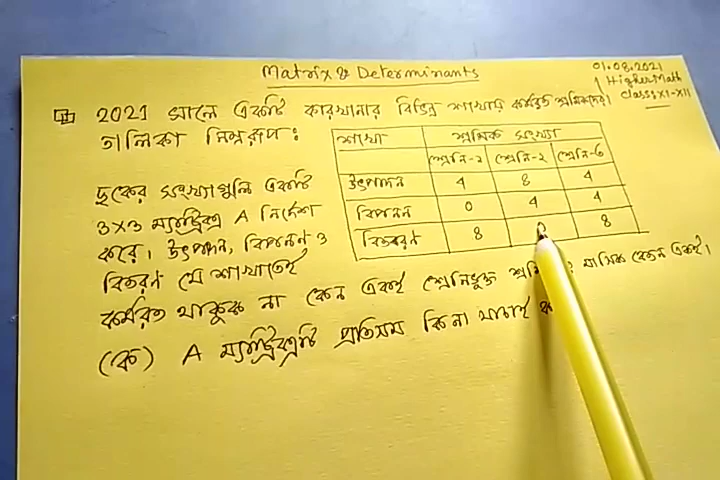 Matrix & Determinants
01.08.2021
Higher Math
Class: XI-XII
2021 সালে একটি কারখানার বিভিন্ন শাখায় কর্মরত শ্রমিকদের
তালিকা নিম্নরূপ:
শাখা শ্রমিক সংখ্যা
শ্রেনি-১ শ্রেনি-২ শ্রেনি-৩
উৎপাদন 4 8 4
বিপনন 0 4 4
বিতরণ 8 8
ছকের সংখ্যাগুলি একটি
3×3 ম্যাট্রিক্স A নির্দেশ
করে। উৎপাদন, বিপনন ও
বিতরণ যে শাখাতেই
কর্মরত থাকুক না কেন একই শ্রেনিভুক্ত মাসিক বেতন একই।
(ক) A ম্যাট্রিক্সটি প্রতিসম কিনা যাচাই